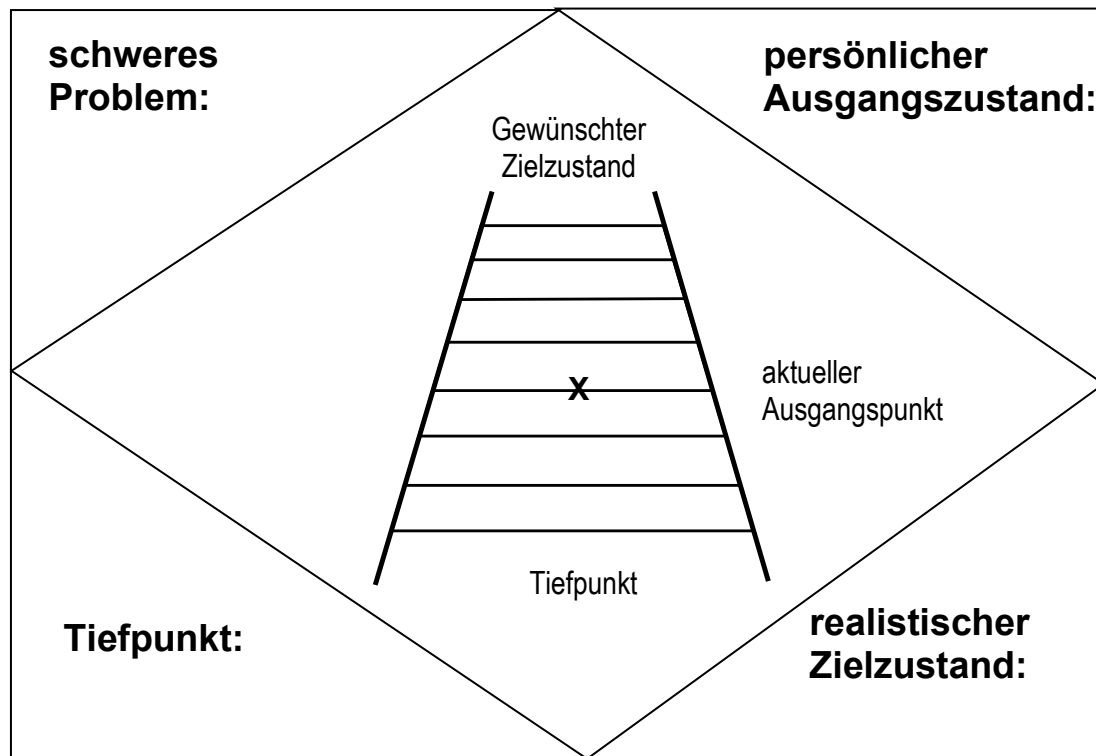 schweres
Problem:
persönlicher
Ausgangszustand:
Gewünschter
Zielzustand
x
aktueller
Ausgangspunkt
Tiefpunkt
Tiefpunkt:
realistischer
Zielzustand: